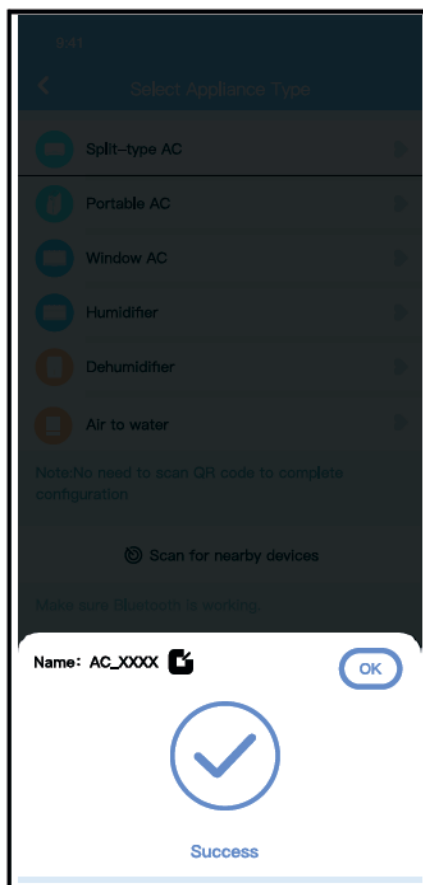 9:41
Select Appliance Type
Split-type AC
Portable AC
Window AC
Humidifier
Dehumidifier
Air to water
Note:No need to scan QR code to complete
configuration
Scan for nearby devices
Make sure Bluetooth is working.
Name: AC_XXXX
OK
Success